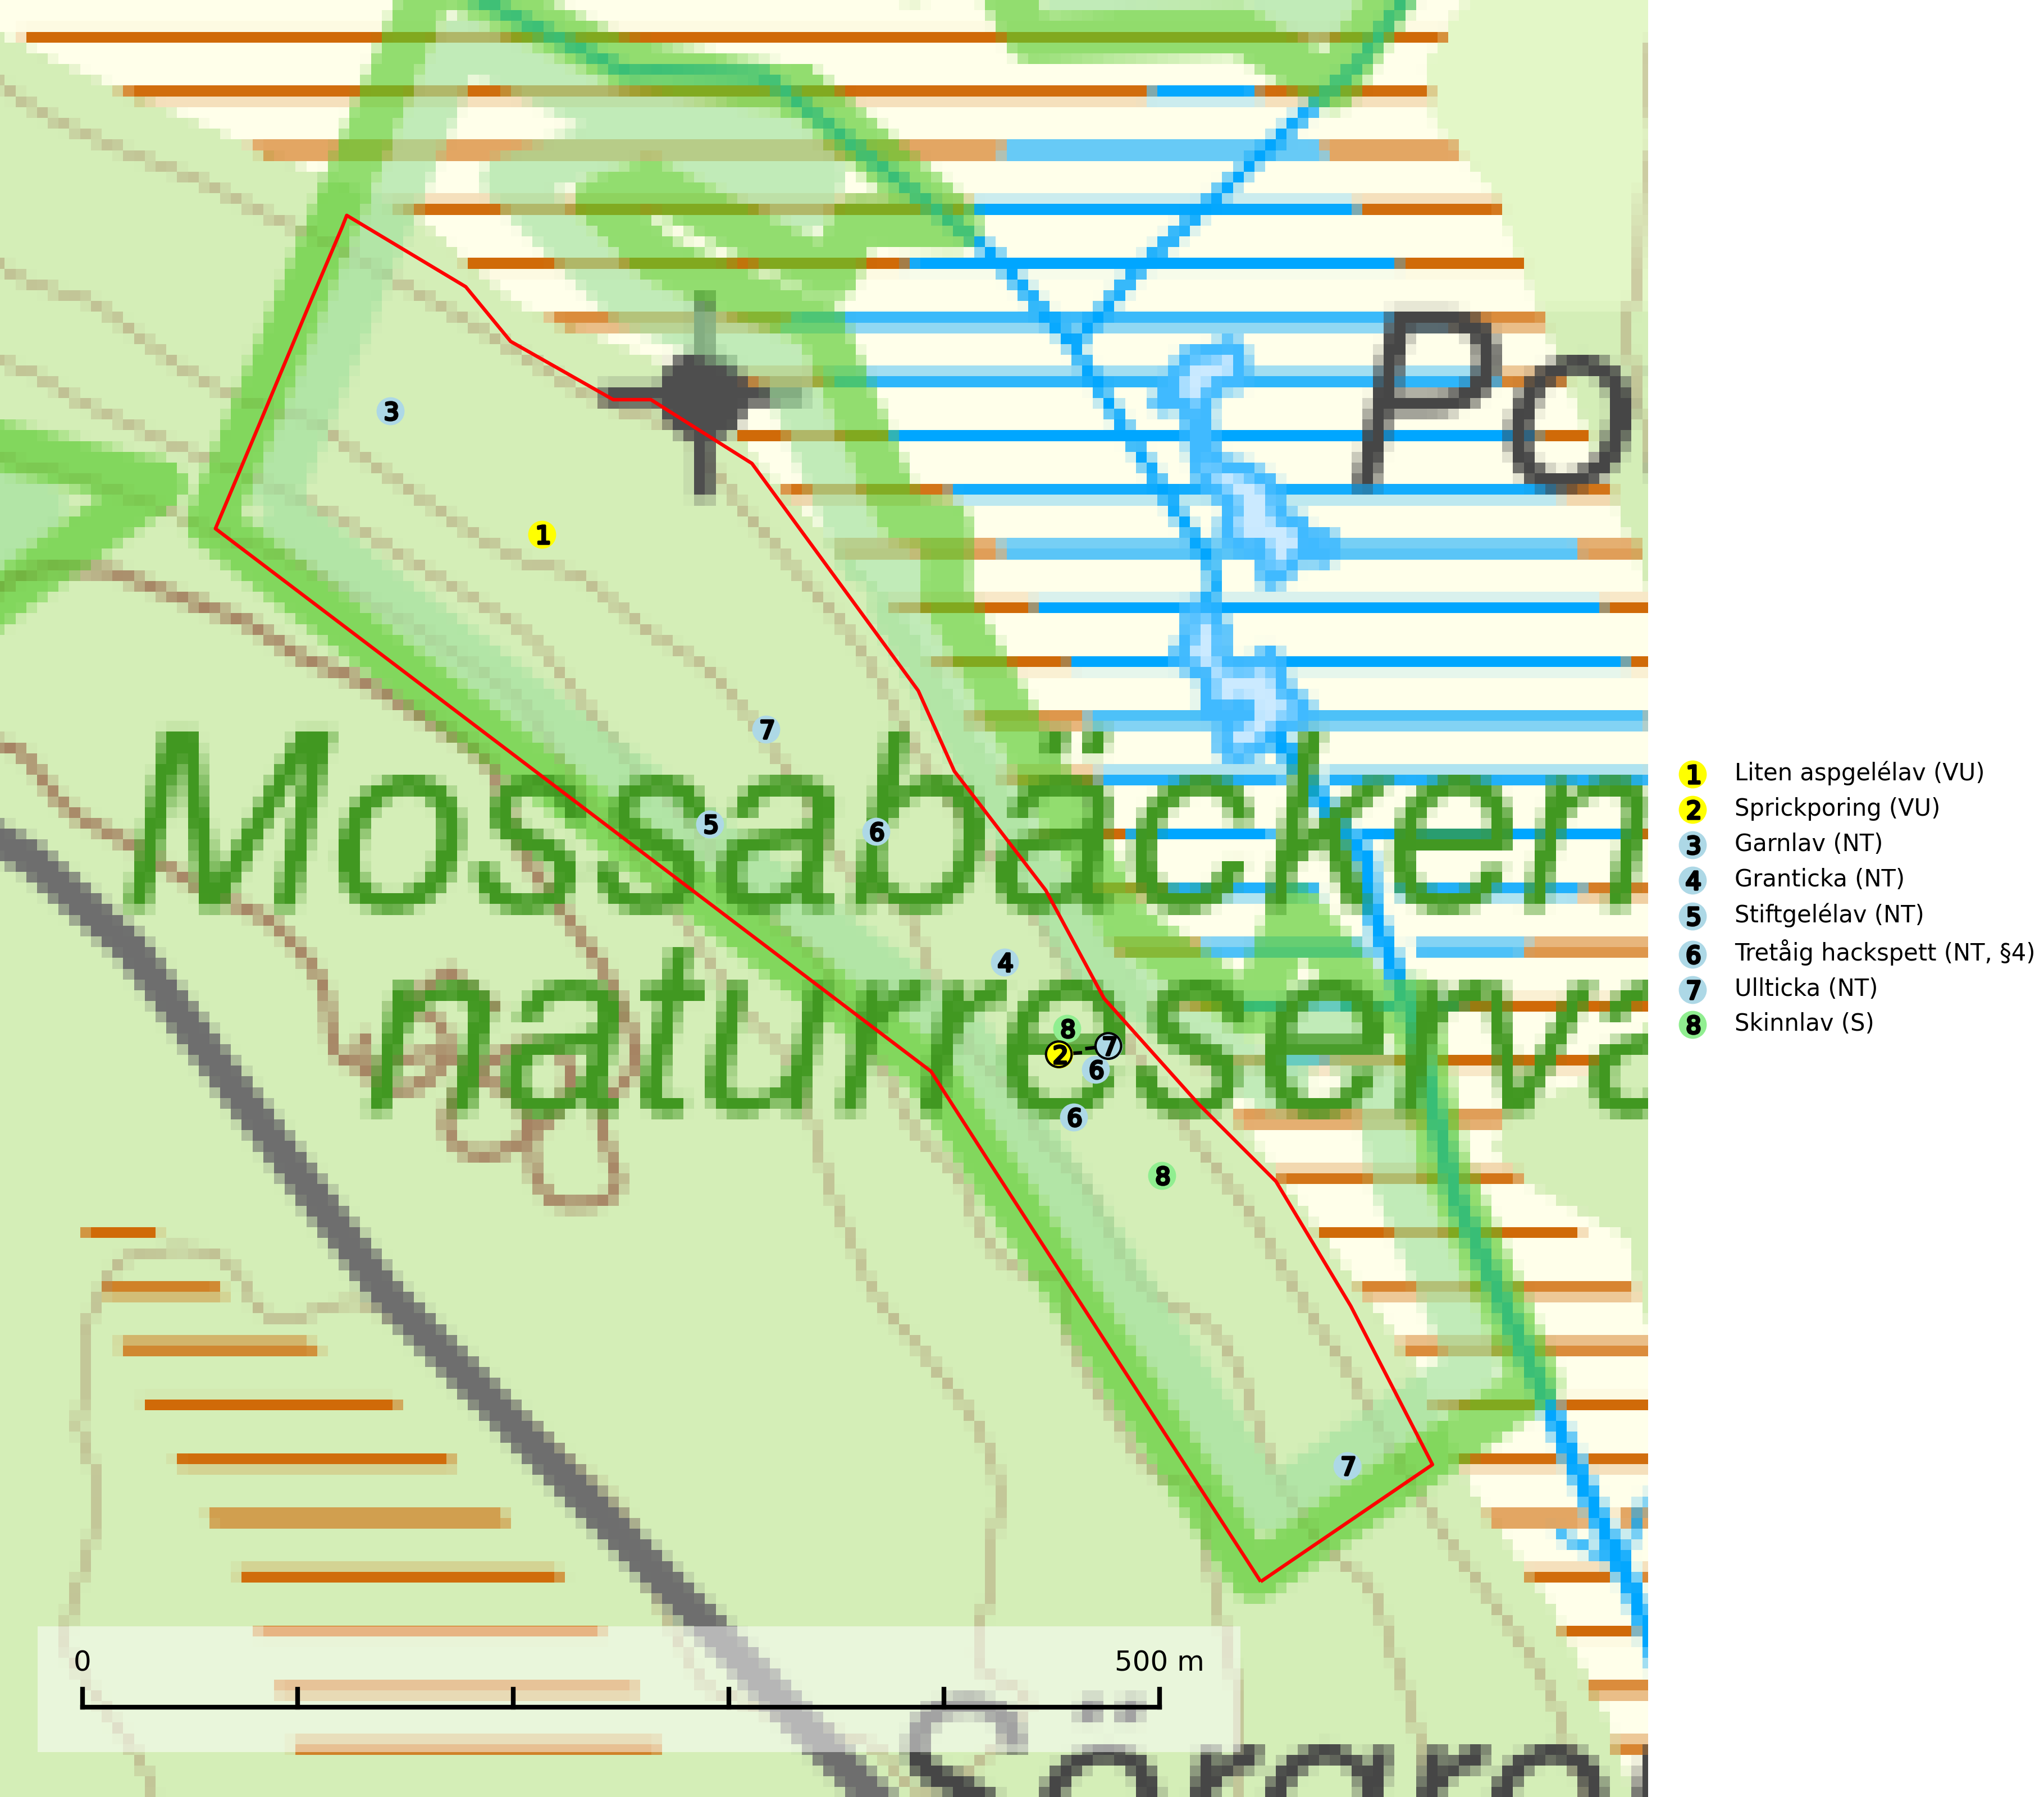 Po
3
1
7
Mossabäcken
5
6
4
naturreserva
8
2
7
6
6
8
7
0
500 m
1 Liten aspgelélav (VU)
2 Sprickporing (VU)
3 Garnlav (NT)
4 Granticka (NT)
5 Stiftgelélav (NT)
6 Tretåig hackspett (NT, §4)
7 Ullticka (NT)
8 Skinnlav (S)